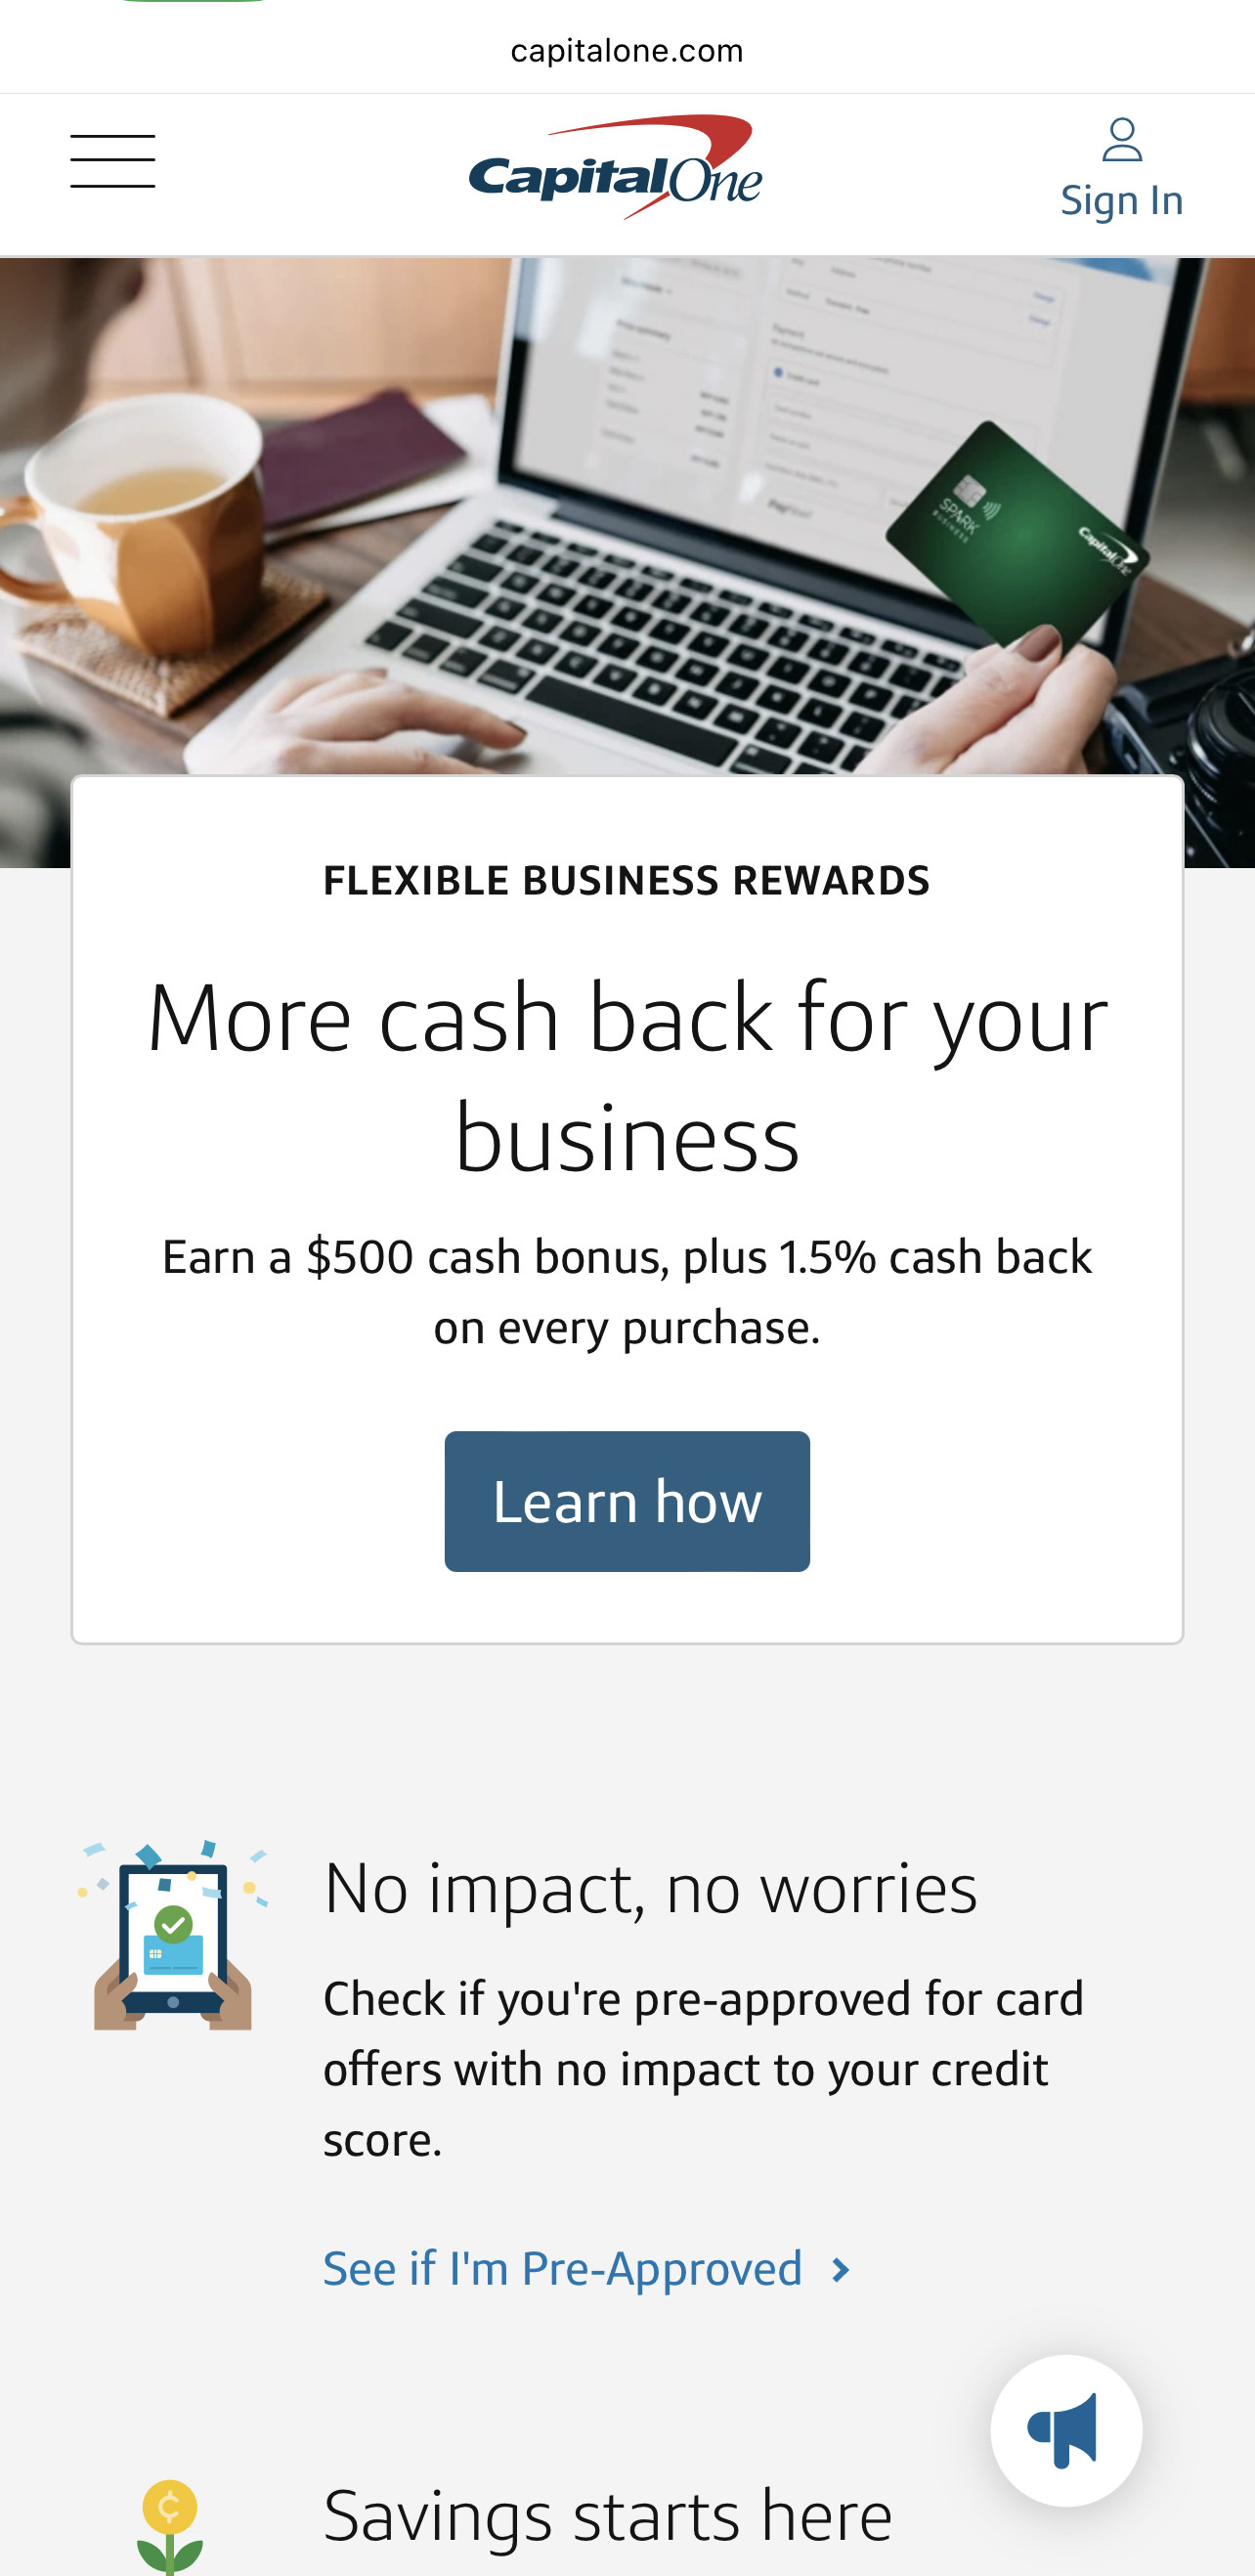 capitalone.com
Capital One
Sign In
Payment
Credit card
SPARK
BUSINESS
Capital One
FLEXIBLE BUSINESS REWARDS
More cash back for your
business
Earn a $500 cash bonus, plus 1.5% cash back
on every purchase.
Learn how
No impact, no worries
Check if you're pre-approved for card
offers with no impact to your credit
score.
See if I'm Pre-Approved
Savings starts here